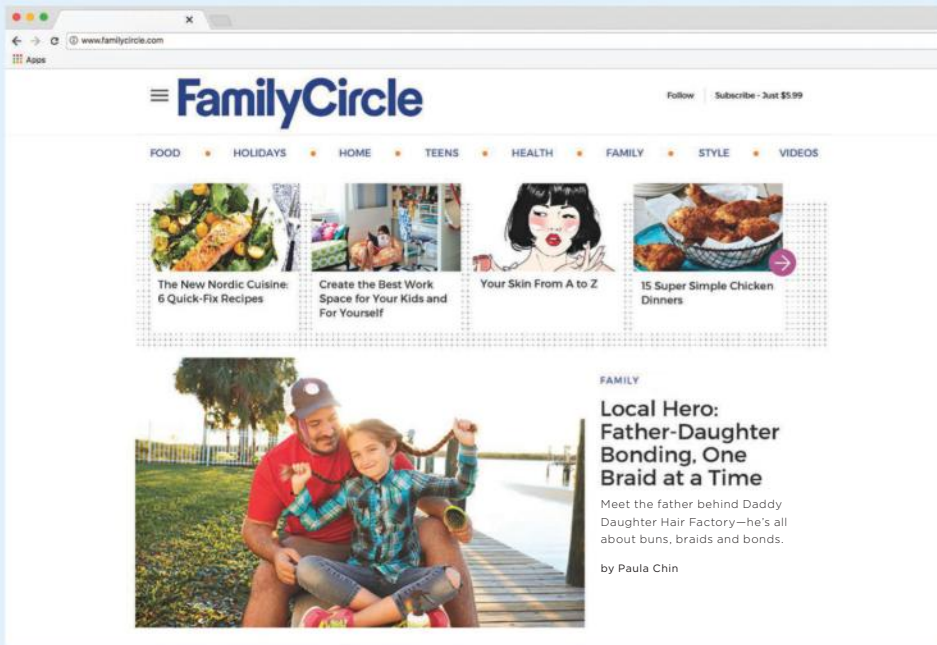 www.familycircle.com
Apps
FamilyCircle
Follow
Subscribe - Just $5.99
FOOD • HOLIDAYS • HOME • TEENS • HEALTH • FAMILY • STYLE • VIDEOS
The New Nordic Cuisine:
6 Quick-Fix Recipes
Create the Best Work
Space for Your Kids and
For Yourself
Your Skin From A to Z
15 Super Simple Chicken
Dinners
FAMILY
Local Hero:
Father-Daughter
Bonding, One
Braid at a Time
Meet the father behind Daddy
Daughter Hair Factory—he's all
about buns, braids and bonds.
by Paula Chin